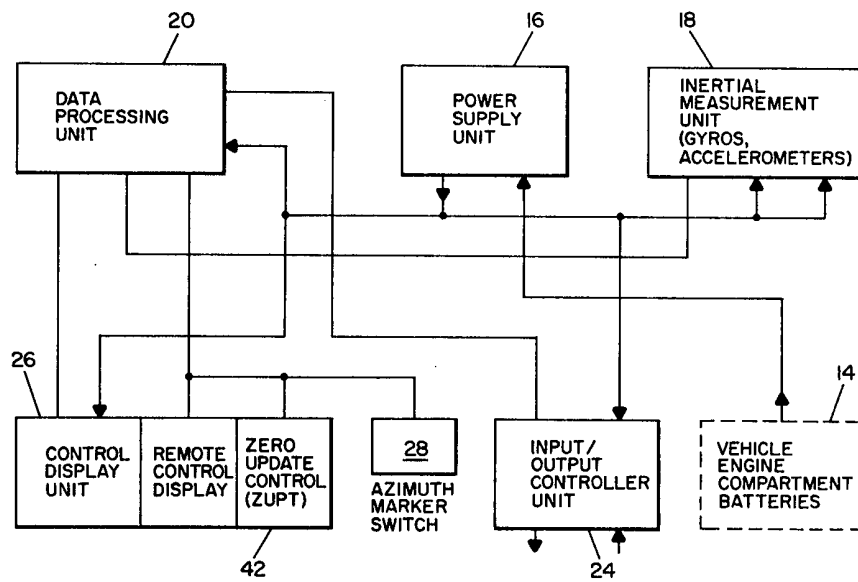 20
16
18
DATA
PROCESSING
UNIT
POWER
SUPPLY
UNIT
INERTIAL
MEASUREMENT
UNIT
(GYROS,
ACCELEROMETERS)
26
14
CONTROL
DISPLAY
UNIT
REMOTE
CONTROL
DISPLAY
ZERO
UPDATE
CONTROL
(ZUPT)
28
AZIMUTH
MARKER
SWITCH
INPUT/
OUTPUT
CONTROLLER
UNIT
VEHICLE
ENGINE
COMPARTMENT
BATTERIES
42
24